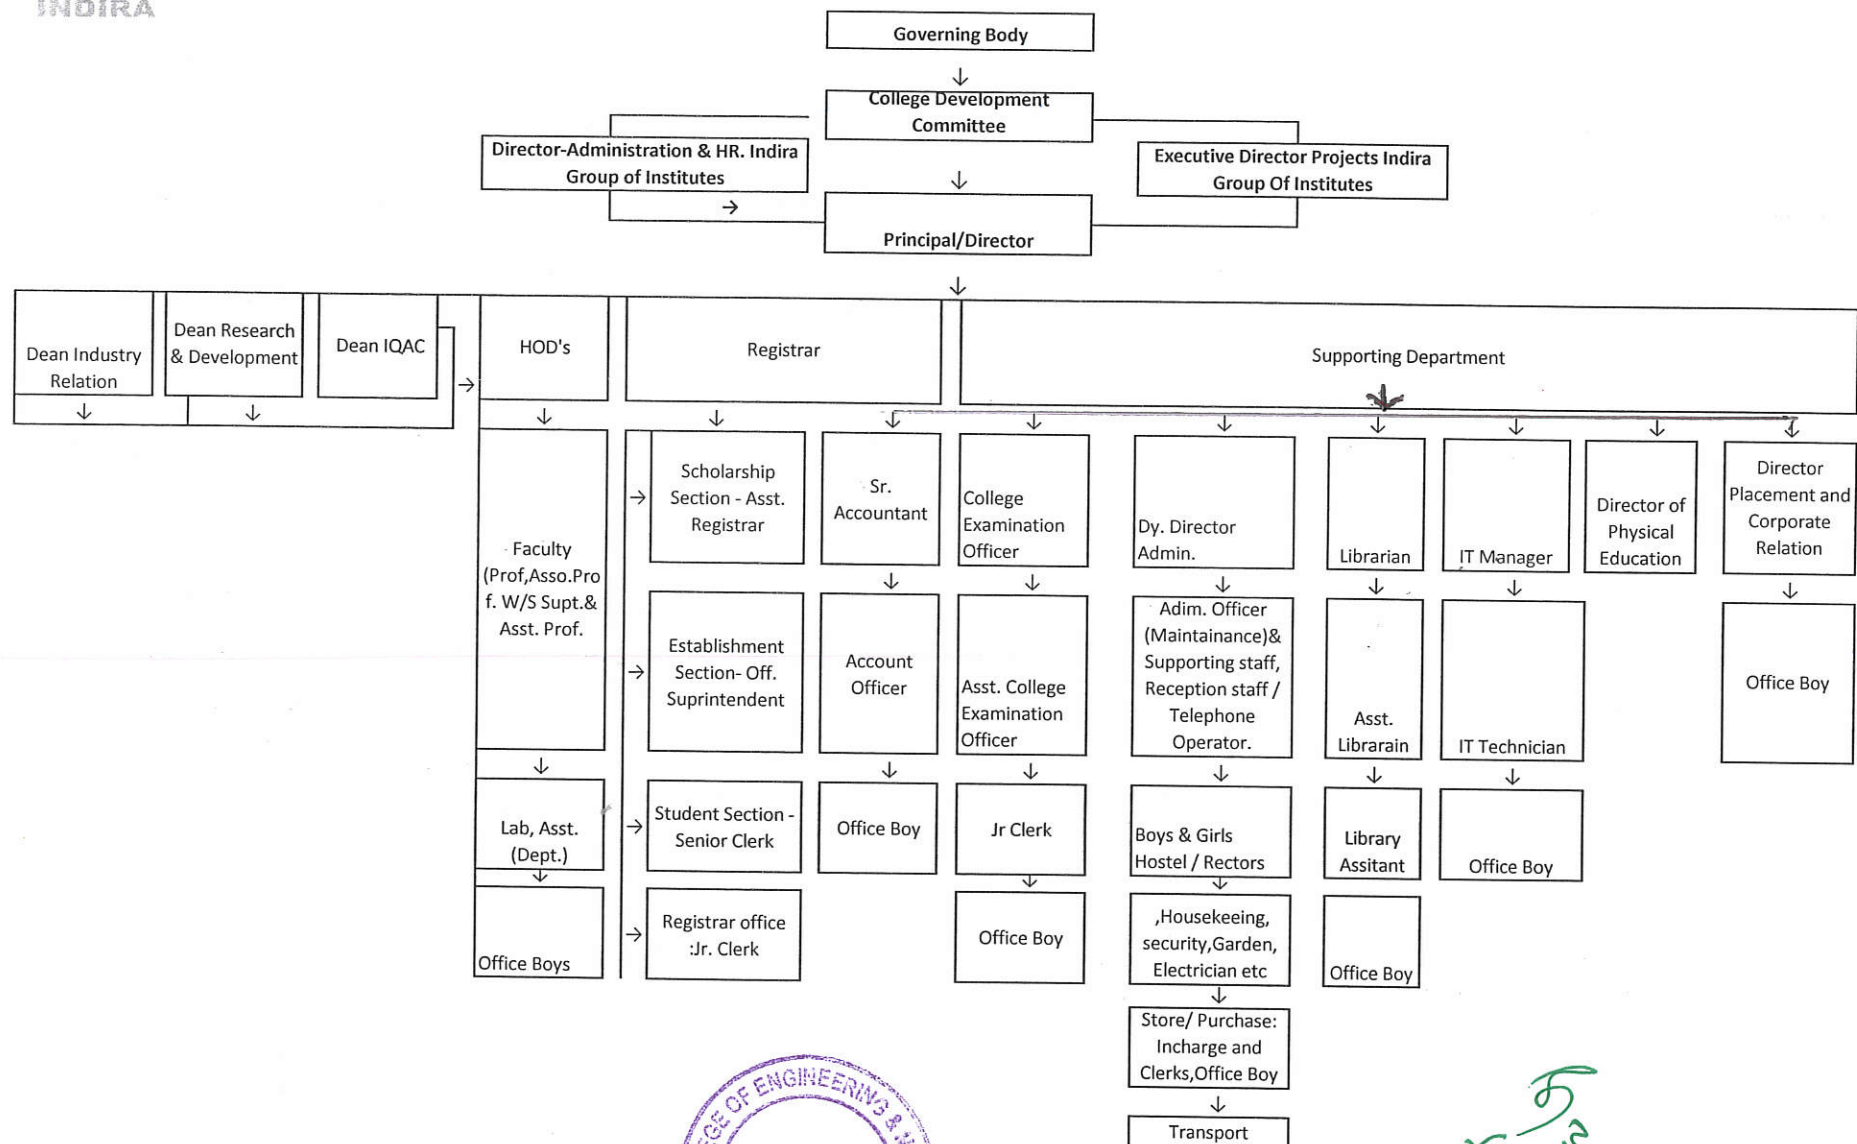 INDIRA
Governing Body
College Development
Committee
Director-Administration & HR. Indira
Group of Institutes
Executive Director Projects Indira
Group Of Institutes
Principal/Director
Dean Industry
Relation
Dean Research
& Development
Dean IQAC
HOD's
Registrar
Supporting Department
Faculty
(Prof,Asso.Pro
f. W/S Supt.&
Asst. Prof.
Lab, Asst.
(Dept.)
Office Boys
Scholarship
Section - Asst.
Registrar
Establishment
Section- Off.
Suprintendent
Student Section -
Senior Clerk
Registrar office
:Jr. Clerk
Sr.
Accountant
Account
Officer
Office Boy
College
Examination
Officer
Asst. College
Examination
Officer
Jr Clerk
Office Boy
Dy. Director
Admin.
Adim. Officer
(Maintainance)&
Supporting staff,
Reception staff /
Telephone
Operator.
Boys & Girls
Hostel / Rectors
,Housekeeing,
security,Garden,
Electrician etc
Store/ Purchase:
Incharge and
Clerks,Office Boy
Transport
Librarian
Asst.
Librarain
Library
Assitant
Office Boy
IT Manager
IT Technician
Office Boy
Director of
Physical
Education
Director
Placement and
Corporate
Relation
Office Boy
OF ENGINEERING &